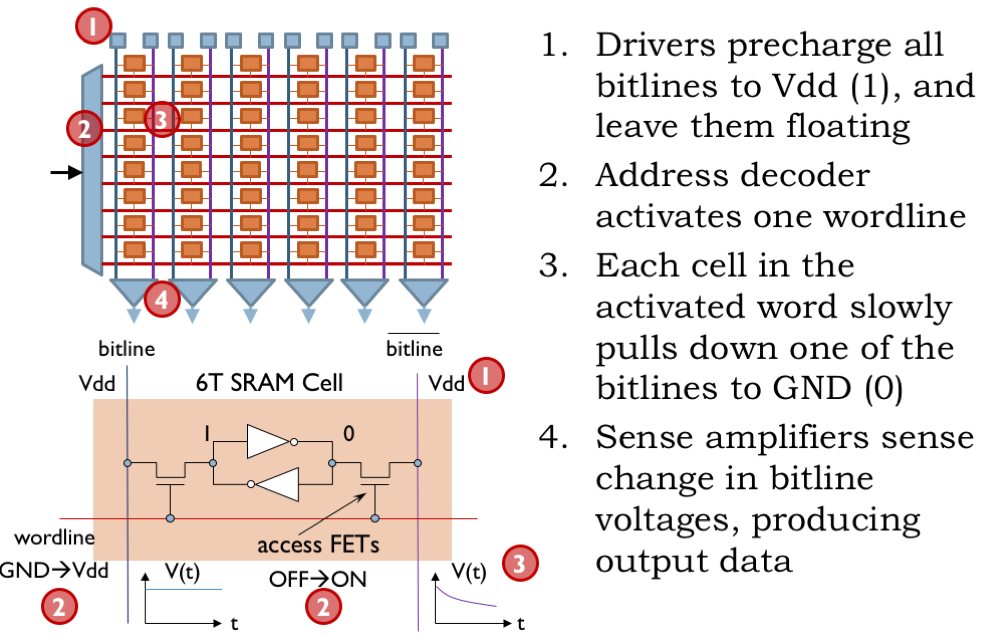 1
2
3
4
bitline
bitline
Vdd
6T SRAM Cell
Vdd
1
1
0
wordline
access FETs
GND→Vdd
V(t)
OFF→ON
V(t)
3
2
2
t
t
1. Drivers precharge all
bitlines to Vdd (1), and
leave them floating
2. Address decoder
activates one wordline
3. Each cell in the
activated word slowly
pulls down one of the
bitlines to GND (0)
4. Sense amplifiers sense
change in bitline
voltages, producing
output data